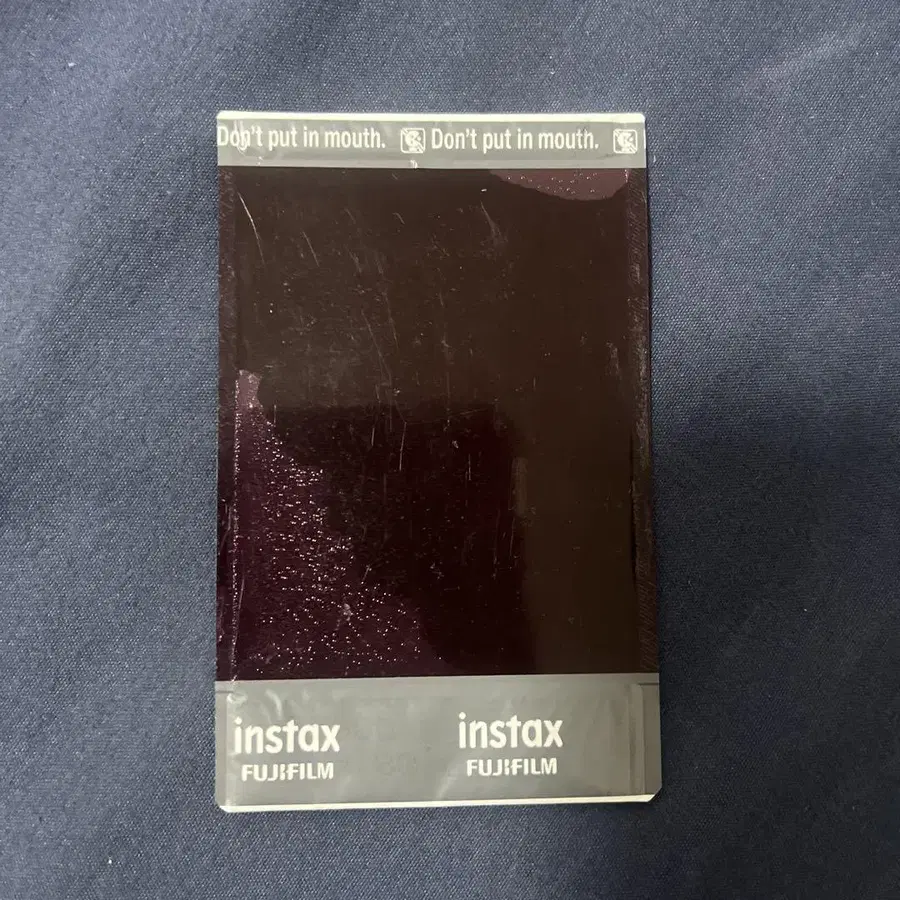 Don't put in mouth. Don't put in mouth.
instax instax
FUJIFILM FUJIFILM